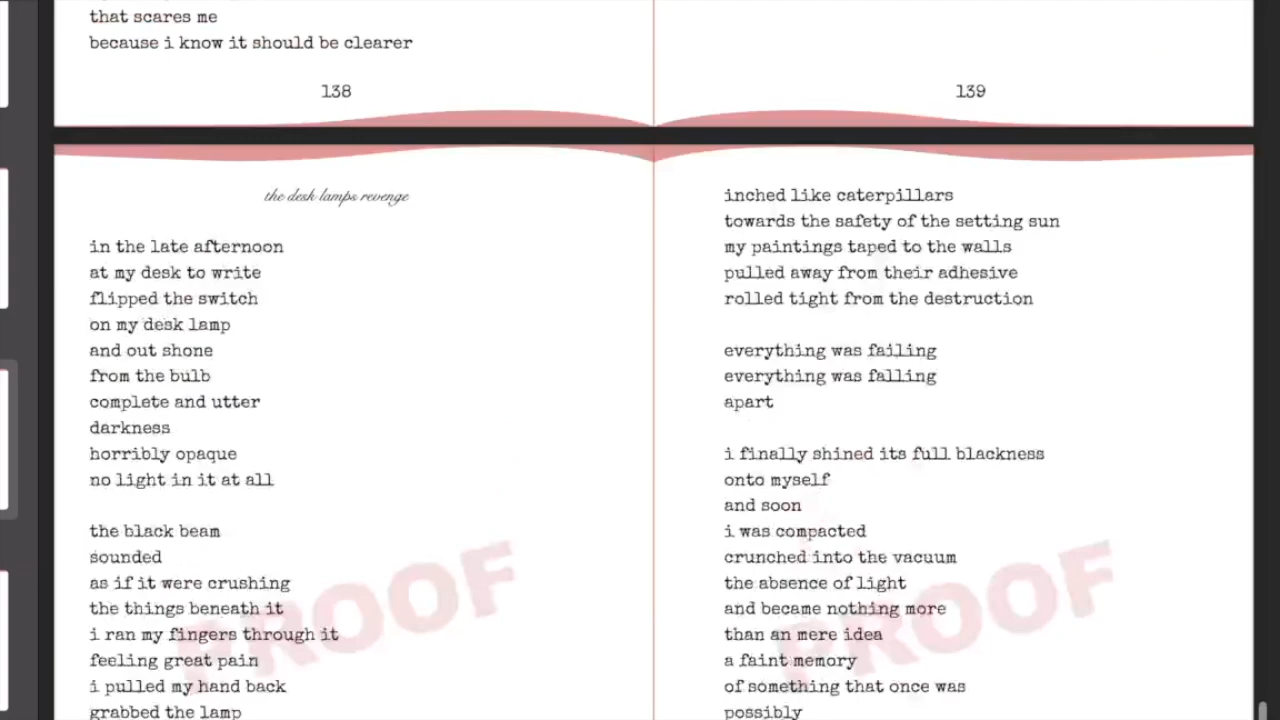 that scares me
because i know it should be clearer
138
139
the desk lamps revenge
in the late afternoon
at my desk to write
flipped the switch
on my desk lamp
and out shone
from the bulb
complete and utter
darkness
horribly opaque
no light in it at all
the black beam
sounded
as if it were crushing
the things beneath it
i ran my fingers through it
feeling great pain
i pulled my hand back
grabbed the lamp
PROOF
inched like caterpillars
towards the safety of the setting sun
my paintings taped to the walls
pulled away from their adhesive
rolled tight from the destruction
everything was failing
everything was falling
apart
i finally shined its full blackness
onto myself
and soon
i was compacted
crunched into the vacuum
the absence of light
and became nothing more
than an mere idea
a faint memory
of something that once was
possibly
PROOF